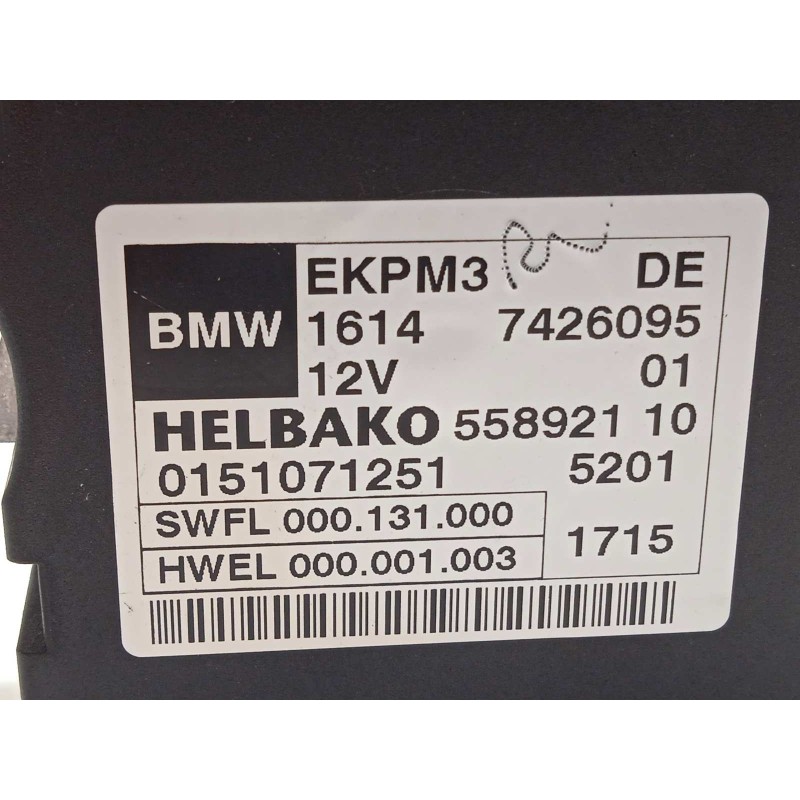 EKPM3 DE
BMW 1614 7426095
12V 01
HELBAKO 558921 10
0151071251 5201
SWFL 000.131.000
HWEL 000.001.003 1715